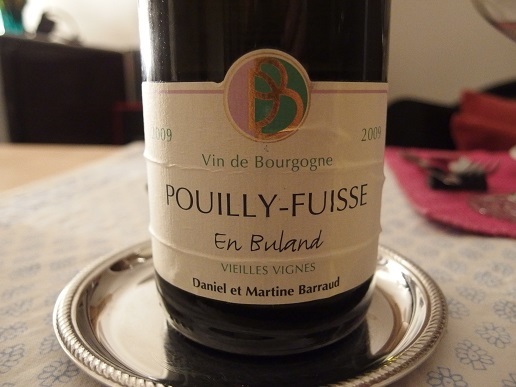 2009 2009
Vin de Bourgogne
POUILLY-FUISSE
En Buland
VIEILLES VIGNES
Daniel et Martine Barraud